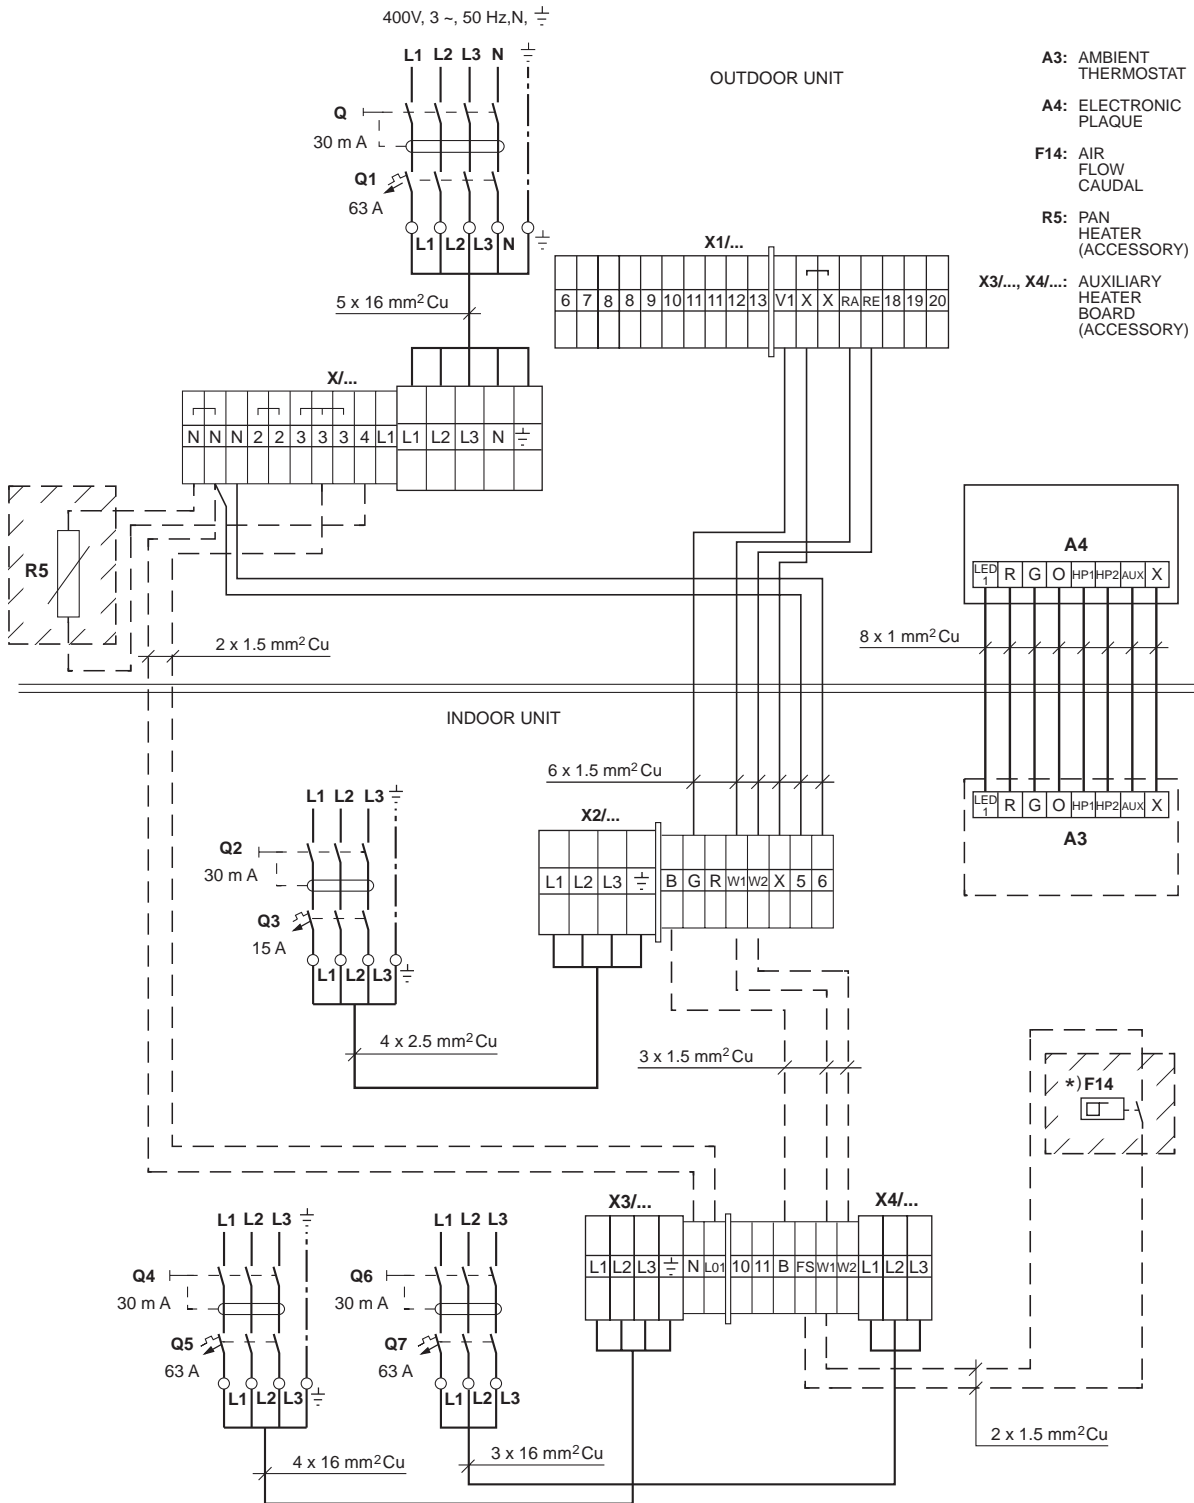 400V, 3 ~, 50 Hz,N, ⏚
L1 L2 L3 N ⏚
OUTDOOR UNIT
A3: AMBIENT
THERMOSTAT
A4: ELECTRONIC
PLAQUE
F14: AIR
FLOW
CAUDAL
R5: PAN
HEATER
(ACCESSORY)
X3/..., X4/...: AUXILIARY
HEATER
BOARD
(ACCESSORY)
Q
30 m A
Q1
63 A
L1 L2 L3 N ⏚
5 x 16 mm² Cu
X1/...
6 7 8 8 9 10 11 11 12 13 V1 X X RA RE 18 19 20
X/...
N N N 2 2 3 3 3 4 L1 L1 L2 L3 N ⏚
R5
A4
LED 1 R G O HP1 HP2 AUX X
2 x 1.5 mm² Cu
8 x 1 mm² Cu
INDOOR UNIT
6 x 1.5 mm² Cu
LED 1 R G O HP1 HP2 AUX X
A3
L1 L2 L3 ⏚
Q2
30 m A
Q3
15 A
L1 L2 L3 ⏚
X2/...
L1 L2 L3 ⏚ B G R W1 W2 X 5 6
4 x 2.5 mm² Cu
3 x 1.5 mm² Cu
*) F14
X3/...
X4/...
L1 L2 L3 ⏚ N L01 10 11 B FS W1 W2 L1 L2 L3
L1 L2 L3 ⏚
Q4
30 m A
Q5
63 A
L1 L2 L3 ⏚
L1 L2 L3
Q6
30 m A
Q7
63 A
L1 L2 L3
4 x 16 mm² Cu
3 x 16 mm² Cu
2 x 1.5 mm² Cu